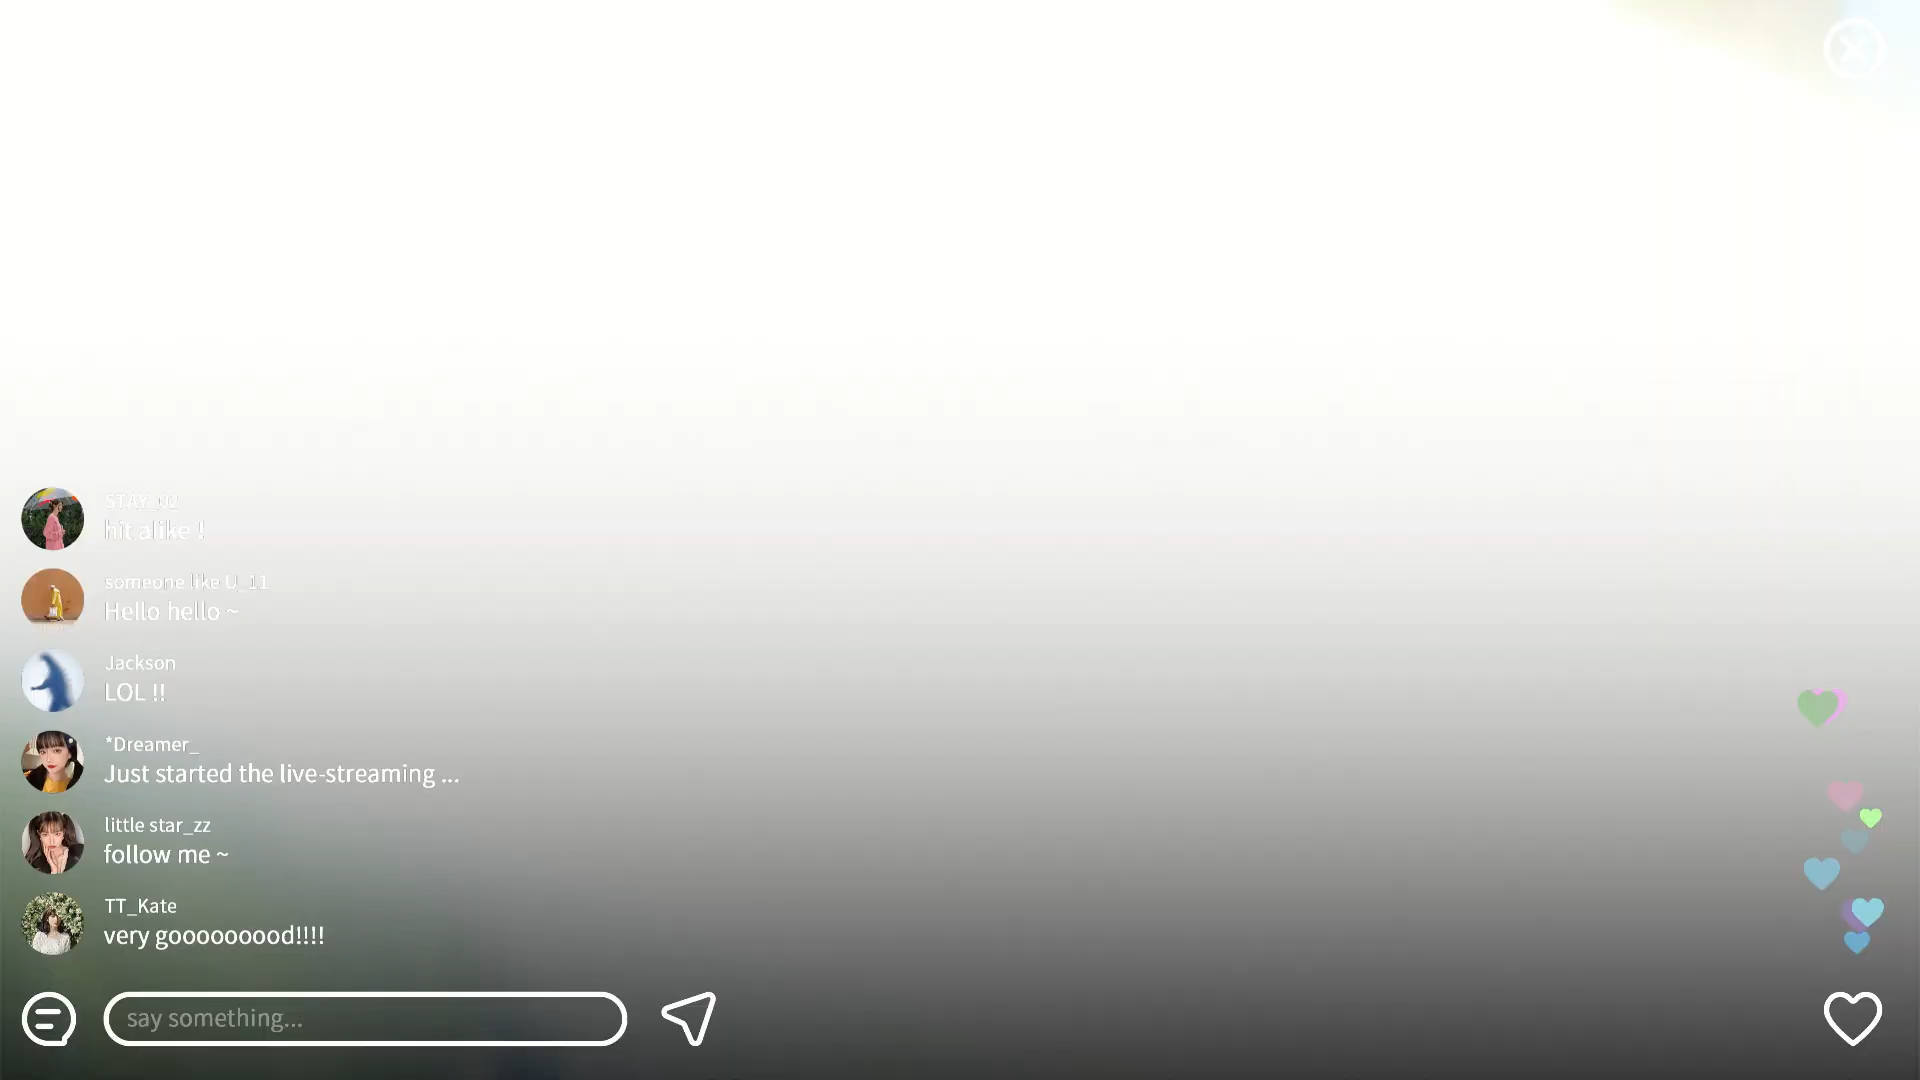 STAY_02
hit alike !
someone like U_11
Hello hello ~
Jackson
LOL !!
*Dreamer_
Just started the live-streaming ...
little star_zz
follow me ~
TT_Kate
very gooooooood!!!!
say something...